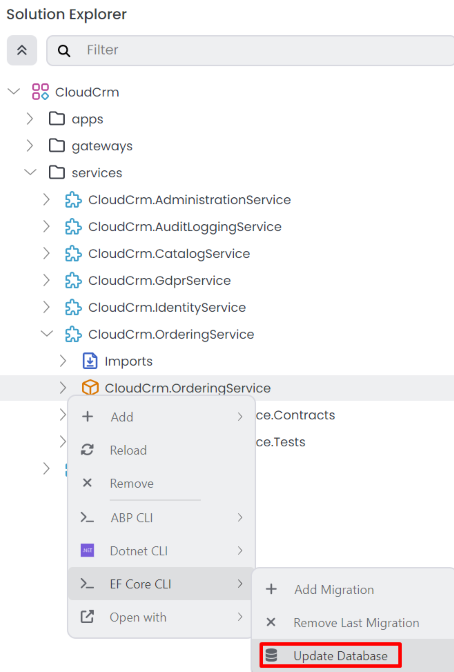 Solution Explorer
Filter
CloudCrm
apps
gateways
services
CloudCrm.AdministrationService
CloudCrm.AuditLoggingService
CloudCrm.CatalogService
CloudCrm.GdprService
CloudCrm.IdentityService
CloudCrm.OrderingService
Imports
CloudCrm.OrderingService
ce.Contracts
ce.Tests
Add
Reload
Remove
ABP CLI
.NET
Dotnet CLI
EF Core CLI
Open with
Add Migration
Remove Last Migration
Update Database